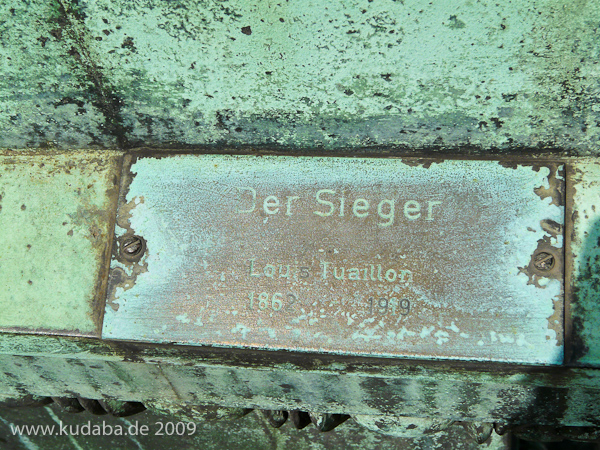 Der Sieger
Louis Tuaillon
1862 1919
www.kudaba.de 2009